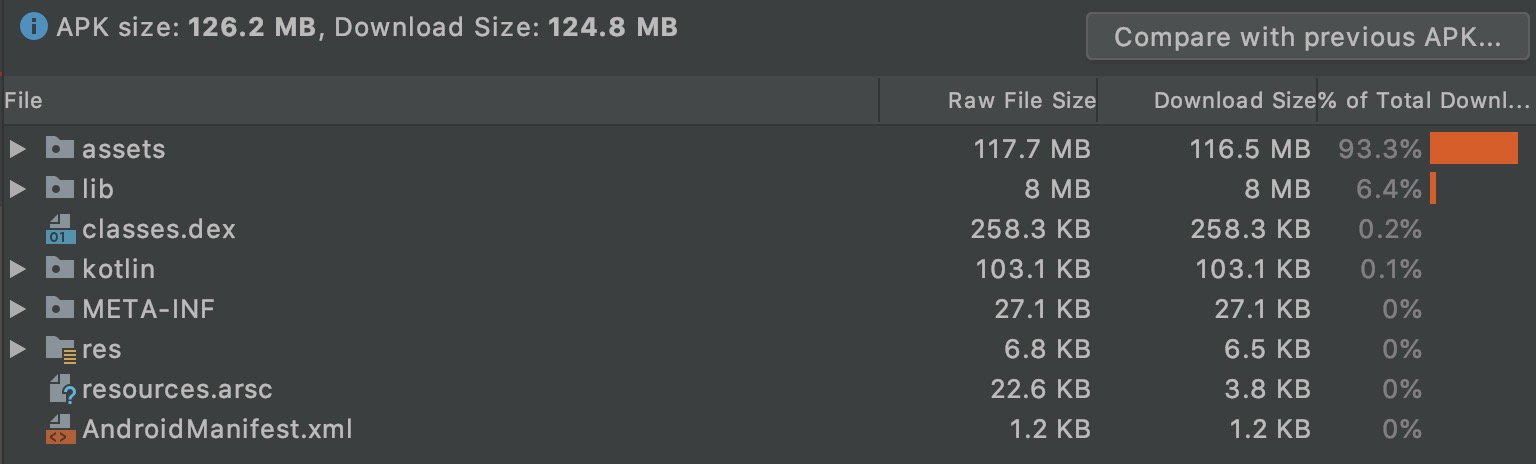 APK size: 126.2 MB, Download Size: 124.8 MB
Compare with previous APK...
File Raw File Size Download Size % of Total Downl...
assets 117.7 MB 116.5 MB 93.3%
lib 8 MB 8 MB 6.4%
classes.dex 258.3 KB 258.3 KB 0.2%
kotlin 103.1 KB 103.1 KB 0.1%
META-INF 27.1 KB 27.1 KB 0%
res 6.8 KB 6.5 KB 0%
resources.arsc 22.6 KB 3.8 KB 0%
AndroidManifest.xml 1.2 KB 1.2 KB 0%